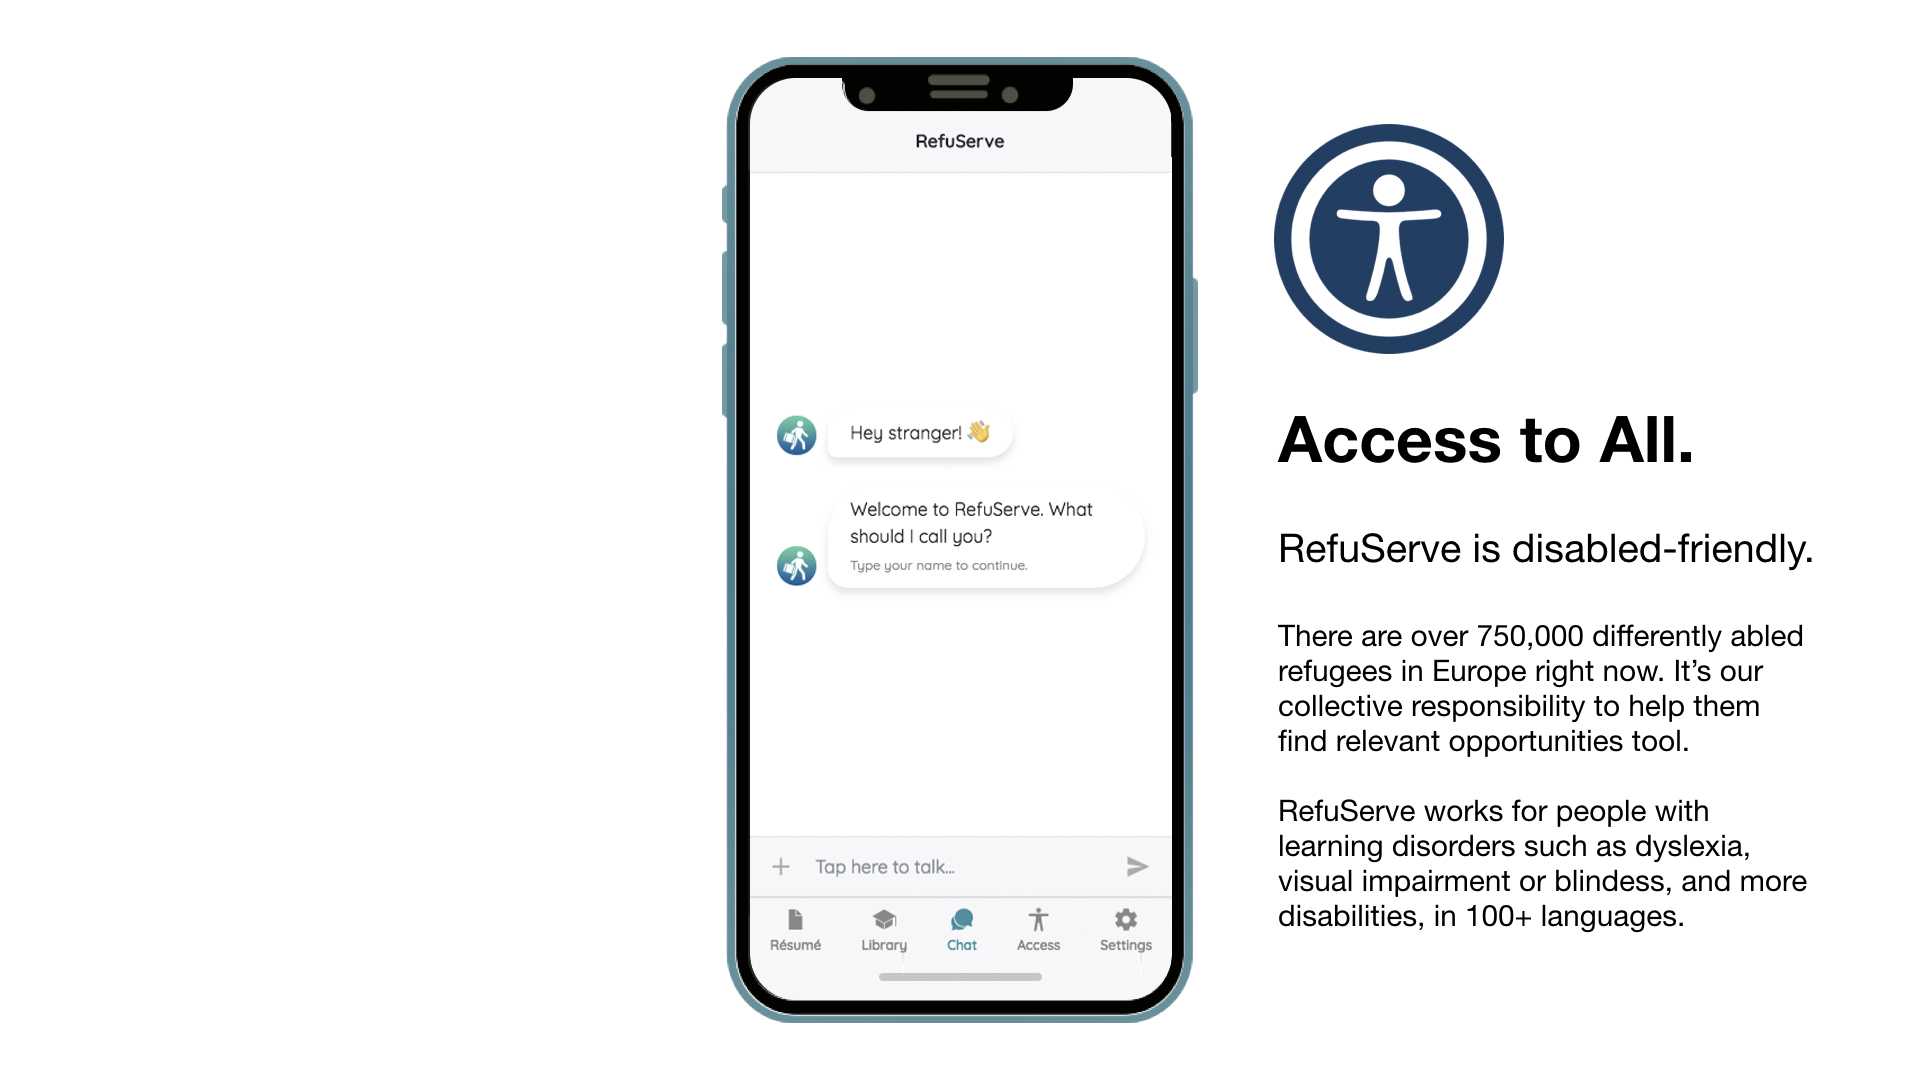 RefuServe
Hey stranger! 👋
Welcome to RefuServe. What
should I call you?
Type your name to continue.
Tap here to talk...
Résumé
Library
Chat
Access
Settings
Access to All.
RefuServe is disabled-friendly.
There are over 750,000 differently abled
refugees in Europe right now. It’s our
collective responsibility to help them
find relevant opportunities tool.
RefuServe works for people with
learning disorders such as dyslexia,
visual impairment or blindess, and more
disabilities, in 100+ languages.